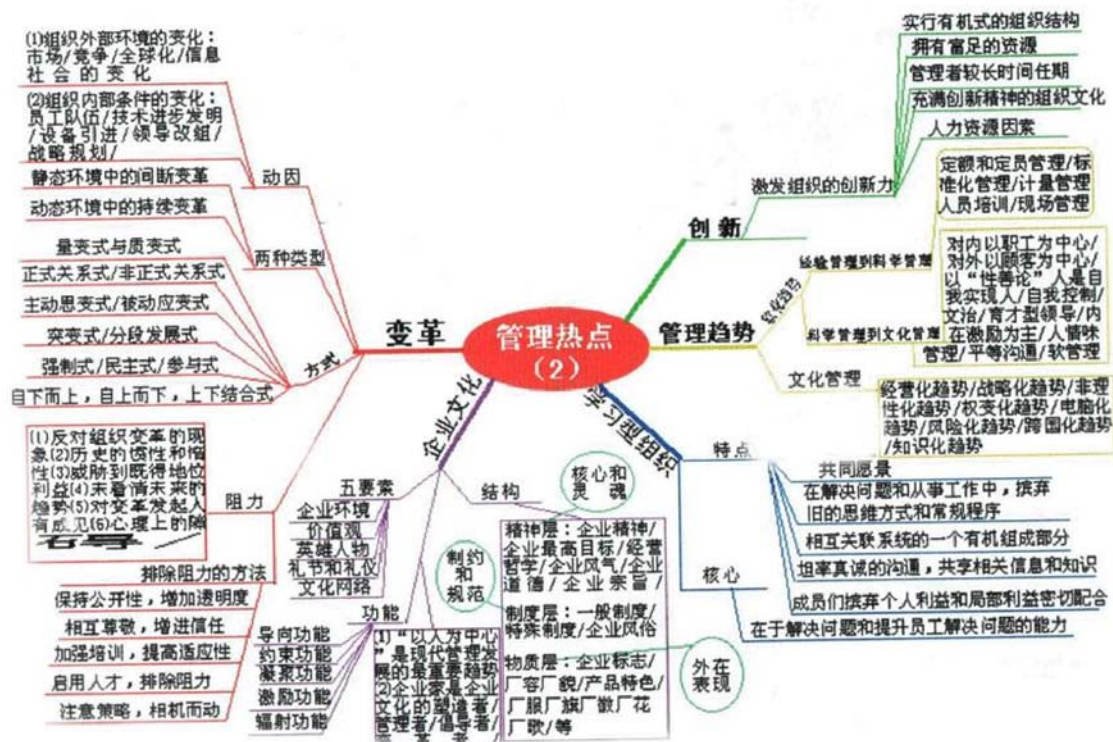 管理热点
(2)
变革
动因
(1)组织外部环境的变化：
市场/竞争/全球化/信息
社会的变化
(2)组织内部条件的变化：
员工队伍/技术进步发明
/设备引进/领导改组/
战略规划/
两种类型
静态环境中的间断变革
动态环境中的持续变革
方式
量变式与质变式
正式关系式/非正式关系式
主动思变式/被动应变式
突变式/分段发展式
强制式/民主式/参与式
自下而上，自上而下，上下结合式
阻力
(1)反对组织变革的现
象(2)历史的惰性和惯
性(3)威胁到既得地位
利益(4)未看清未来的
趋势(5)对变革发起人
有成见(6)心理上的障
排除阻力的方法
保持公开性，增加透明度
相互尊敬，增进信任
加强培训，提高适应性
启用人才，排除阻力
注意策略，相机而动
企业文化
五要素
企业环境
价值观
英雄人物
礼节和礼仪
文化网络
功能
导向功能
约束功能
凝聚功能
激励功能
辐射功能
(1)“以人为中心
”是现代管理发
展的最重要趋势
(2)企业家是企业
文化的塑造者/
管理者/倡导者/
结构
核心和
灵魂
精神层：企业精神/
企业最高目标/经营
哲学/企业风气/企业
道德/企业宗旨/
制约
和
规范
制度层：一般制度/
特殊制度/企业风俗
物质层：企业标志/
厂容厂貌/产品特色/
厂服厂旗厂徽厂花
厂歌/等
外在
表现
学习型组织
特点
共同愿景
在解决问题和从事工作中，摈弃
旧的思维方式和常规程序
相互关联系统的一个有机组成部分
坦率真诚的沟通，共享相关信息和知识
成员们摈弃个人利益和局部利益密切配合
核心
在于解决问题和提升员工解决问题的能力
管理趋势
软化趋势
经验管理到科学管理
定额和定员管理/标
准化管理/计量管理
人员培训/现场管理
科学管理到文化管理
对内以职工为中心/
对外以顾客为中心/
以“性善论”人是自
我实现人/自我控制/
文治/育才型领导/内
在激励为主/人情味
管理/平等沟通/软管理
文化管理
经营化趋势/战略化趋势/非理
性化趋势/权变化趋势/电脑化
趋势/风险化趋势/跨国化趋势
/知识化趋势
创新
激发组织的创新力
实行有机式的组织结构
拥有富足的资源
管理者较长时间任期
充满创新精神的组织文化
人力资源因素